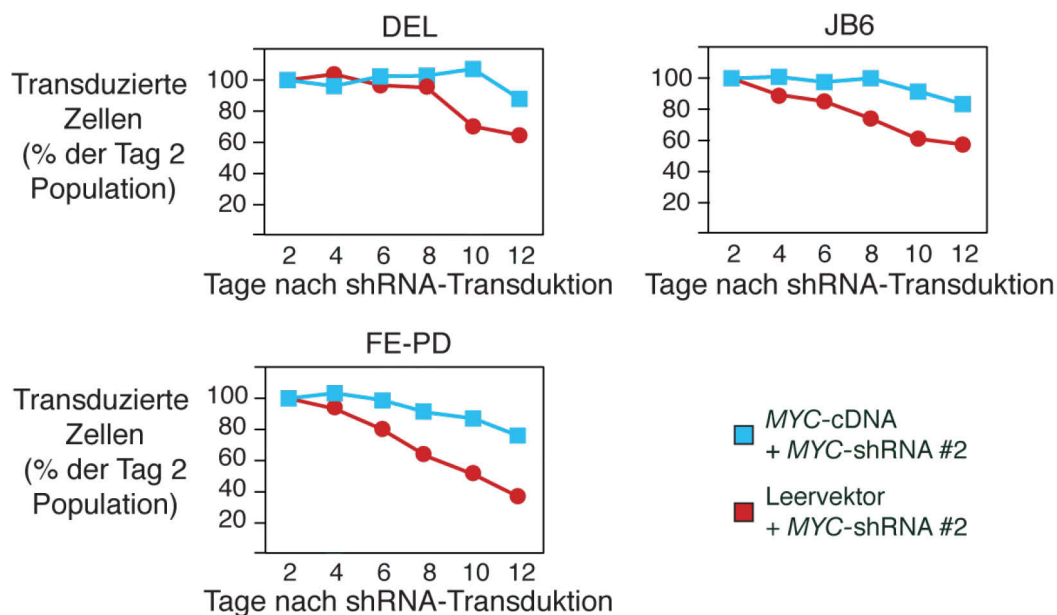 DEL
Transduzierte
Zellen
(% der Tag 2
Population)
100
80
60
40
20
2 4 6 8 10 12
Tage nach shRNA-Transduktion
JB6
100
80
60
40
20
2 4 6 8 10 12
Tage nach shRNA-Transduktion
FE-PD
Transduzierte
Zellen
(% der Tag 2
Population)
100
80
60
40
20
2 4 6 8 10 12
Tage nach shRNA-Transduktion
MYC-cDNA
+ MYC-shRNA #2
Leervektor
+ MYC-shRNA #2